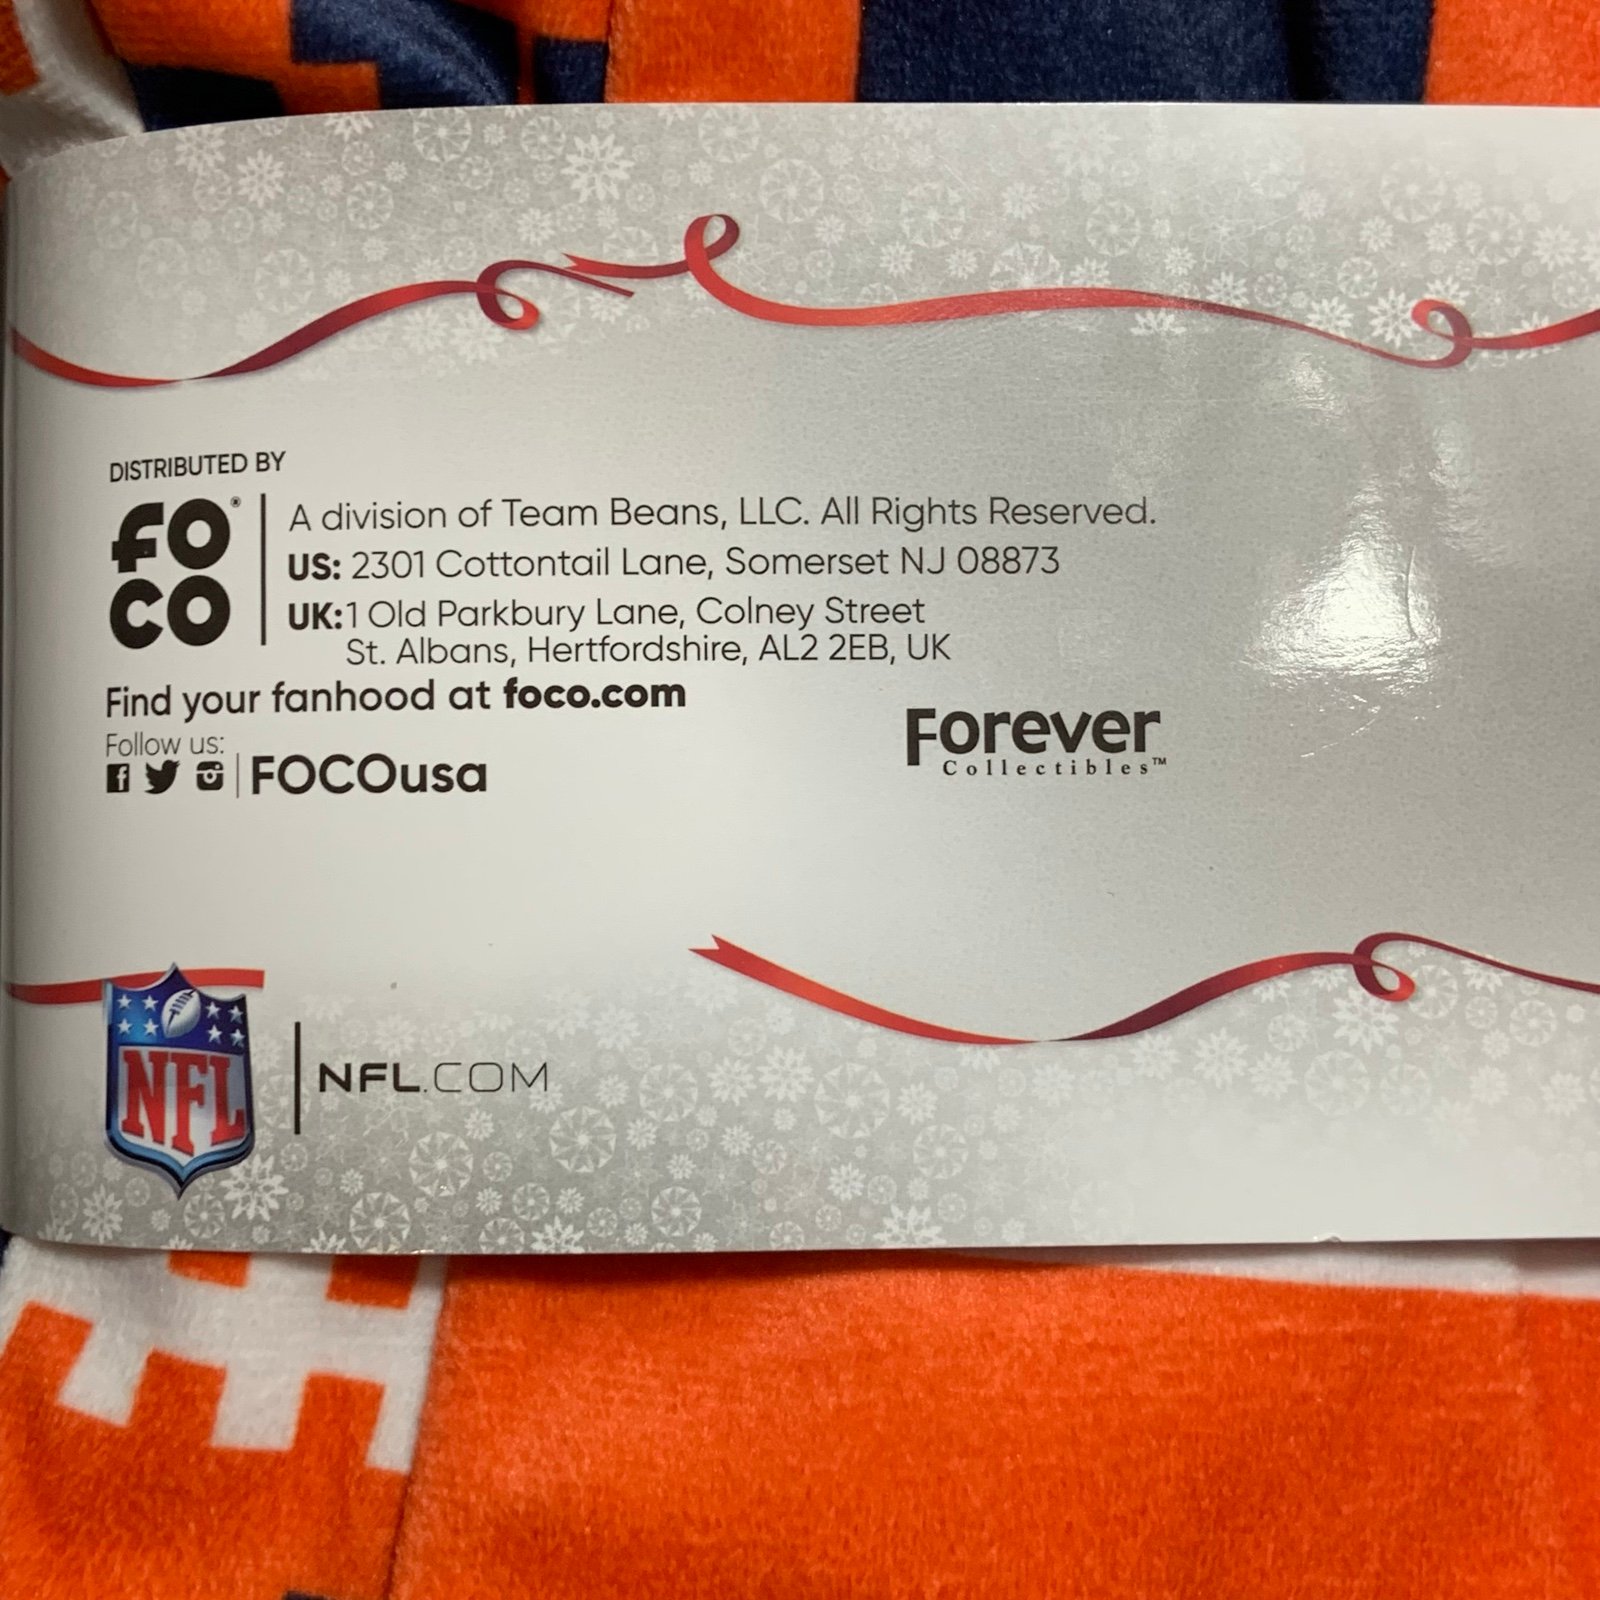 DISTRIBUTED BY
FO
CO®
A division of Team Beans, LLC. All Rights Reserved.
US: 2301 Cottontail Lane, Somerset NJ 08873
UK:1 Old Parkbury Lane, Colney Street
St. Albans, Hertfordshire, AL2 2EB, UK
Find your fanhood at foco.com
Follow us:
FOCOusa
Forever
Collectibles™
NFL
NFL.COM